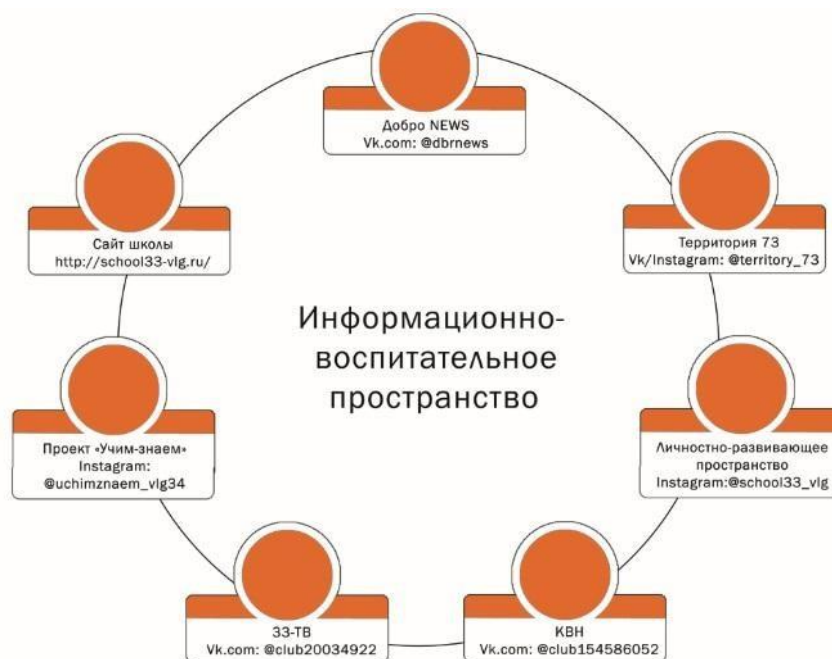 Добро NEWS
Vk.com: @dbrnews
Сайт школы
http://school33-vlg.ru/
Территория 73
Vk/Instagram: @territory_73
Информационно-
воспитательное
пространство
Проект «Учим-знаем»
Instagram:
@uchimznaem_vlg34
Личностно-развивающее
пространство
Instagram:@school33_vlg
33-ТВ
Vk.com: @club20034922
КВН
Vk.com: @club154586052